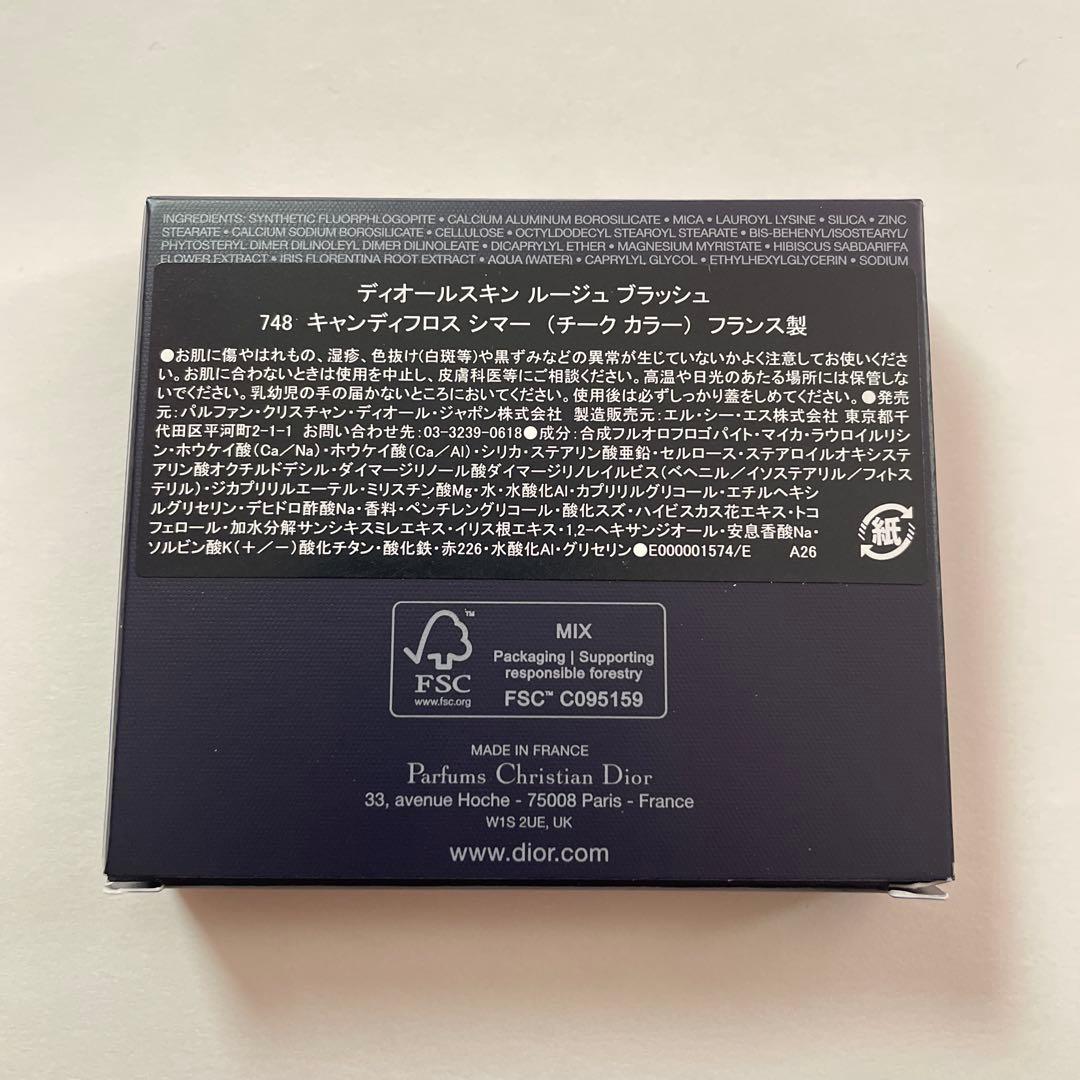 INGREDIENTS: SYNTHETIC FLUORPHLOGOPITE • CALCIUM ALUMINUM BOROSILICATE • MICA • LAUROYL LYSINE • SILICA • ZINC
STEARATE • CALCIUM SODIUM BOROSILICATE • CELLULOSE • OCTYLDODECYL STEAROYL STEARATE • BIS-BEHENYL/ISOSTEARYL/
PHYTOSTERYL DIMER DILINOLEYL DIMER DILINOLEATE • DICAPRYLYL ETHER • MAGNESIUM MYRISTATE • HIBISCUS SABDARIFFA
FLOWER EXTRACT • IRIS FLORENTINA ROOT EXTRACT • AQUA (WATER) • CAPRYLYL GLYCOL • ETHYLHEXYLGLYCERIN • SODIUM
ディオールスキン ルージュ ブラッシュ
748 キャンディフロス シマー （チーク カラー） フランス製
●お肌に傷やはれもの、湿疹、色抜け(白斑等)や黒ずみなどの異常が生じていないかよく注意してお使いくださ
い。お肌に合わないときは使用を中止し、皮膚科医等にご相談ください。高温や日光のあたる場所には保管しな
いでください。乳幼児の手の届かないところにおいてください。使用後は必ずしっかり蓋をしめてください。●発売
元:パルファン・クリスチャン・ディオール・ジャポン株式会社 製造販売元:エル・シー・エス株式会社 東京都千
代田区平河町2-1-1 お問い合わせ先:03-3239-0618●成分:合成フルオロフロゴパイト・マイカ・ラウロイルリシ
ン・ホウケイ酸(Ca／Na)・ホウケイ酸(Ca／Al)・シリカ・ステアリン酸亜鉛・セルロース・ステアロイルオキシステ
アリン酸オクチルドデシル・ダイマージリノール酸ダイマージリノレイルビス(ベヘニル／イソステアリル／フィトス
テリル)・ジカプリリルエーテル・ミリスチン酸Mg・水・水酸化Al・カプリリルグリコール・エチルヘキシ
ルグリセリン・デヒドロ酢酸Na・香料・ペンチレングリコール・酸化スズ・ハイビスカス花エキス・トコ
フェロール・加水分解サンシキスミレエキス・イリス根エキス・1,2-ヘキサンジオール・安息香酸Na・
ソルビン酸K(＋／－)酸化チタン・酸化鉄・赤226・水酸化Al・グリセリン●E000001574/E A26
紙
FSC
www.fsc.org
MIX
Packaging | Supporting
responsible forestry
FSC™ C095159
MADE IN FRANCE
Parfums Christian Dior
33, avenue Hoche - 75008 Paris - France
W1S 2UE, UK
www.dior.com